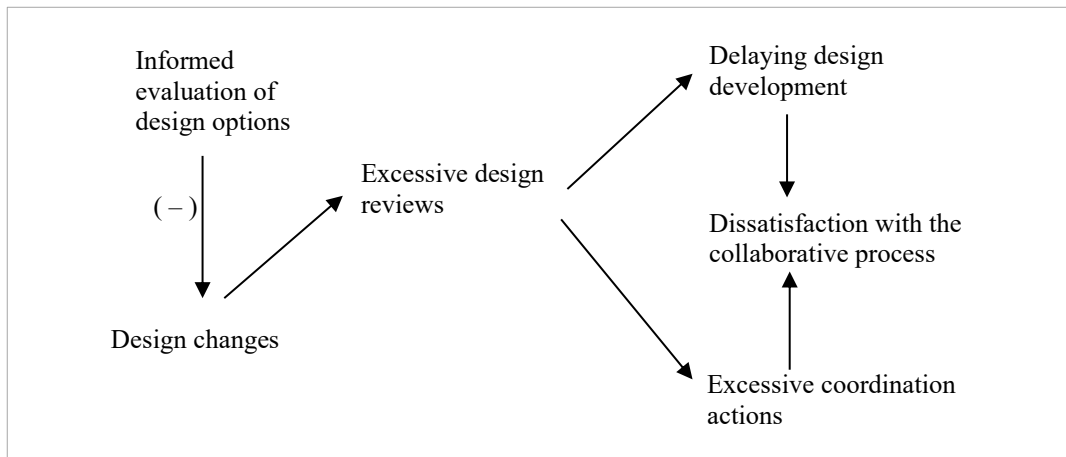 Informed
evaluation of
design options
( – )
Design changes
Excessive design
reviews
Delaying design
development
Dissatisfaction with the
collaborative process
Excessive coordination
actions